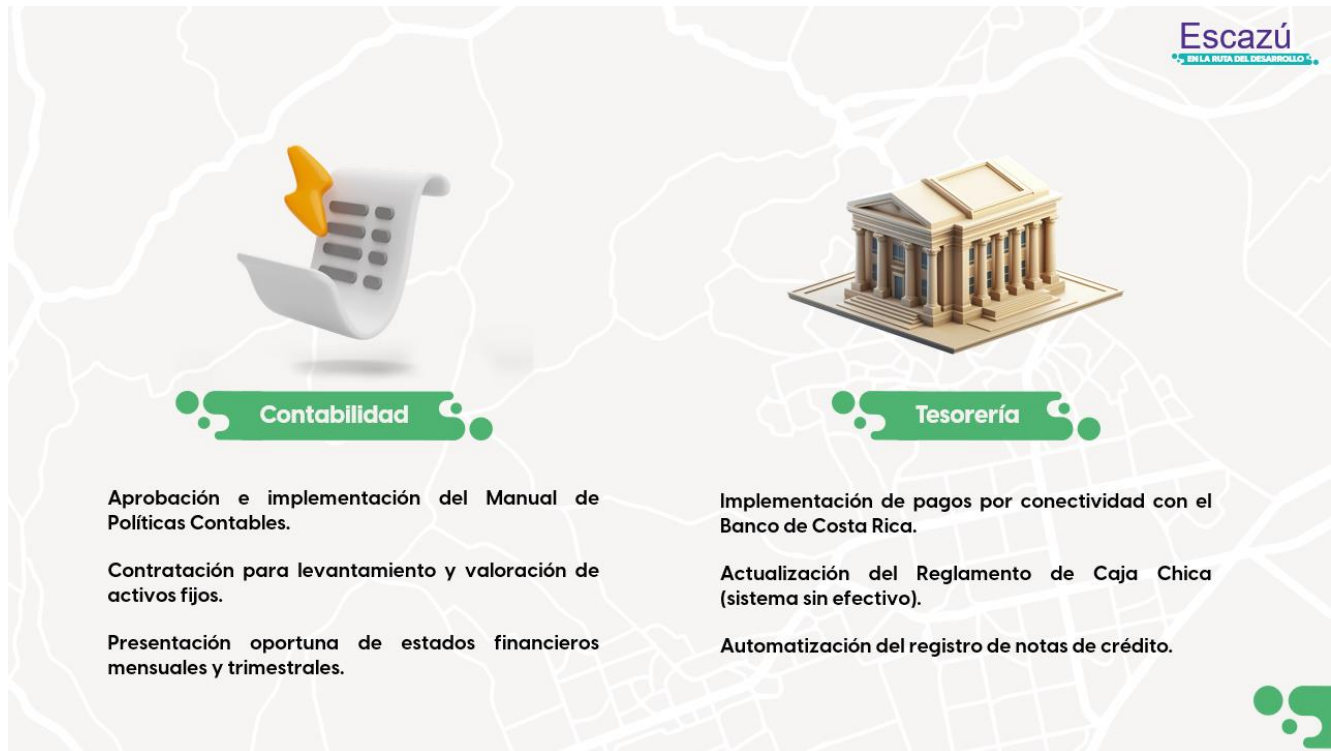 Escazú
EN LA RUTA DEL DESARROLLO
Contabilidad
Aprobación e implementación del Manual de
Políticas Contables.
Contratación para levantamiento y valoración de
activos fijos.
Presentación oportuna de estados financieros
mensuales y trimestrales.
Tesorería
Implementación de pagos por conectividad con el
Banco de Costa Rica.
Actualización del Reglamento de Caja Chica
(sistema sin efectivo).
Automatización del registro de notas de crédito.